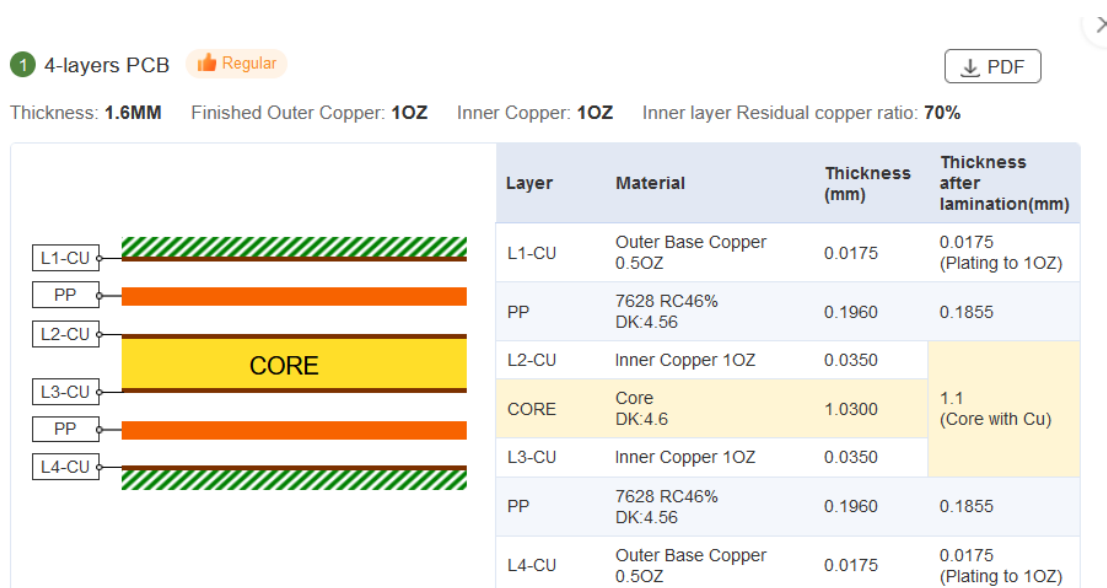 1 4-layers PCB Regular PDF
Thickness: 1.6MM Finished Outer Copper: 1OZ Inner Copper: 1OZ Inner layer Residual copper ratio: 70%
L1-CU
PP
L2-CU
CORE
L3-CU
PP
L4-CU
Layer Material Thickness (mm) Thickness after lamination(mm)
L1-CU Outer Base Copper 0.5OZ 0.0175 0.0175 (Plating to 1OZ)
PP 7628 RC46% DK:4.56 0.1960 0.1855
L2-CU Inner Copper 1OZ 0.0350
CORE Core DK:4.6 1.0300 1.1 (Core with Cu)
L3-CU Inner Copper 1OZ 0.0350
PP 7628 RC46% DK:4.56 0.1960 0.1855
L4-CU Outer Base Copper 0.5OZ 0.0175 0.0175 (Plating to 1OZ)